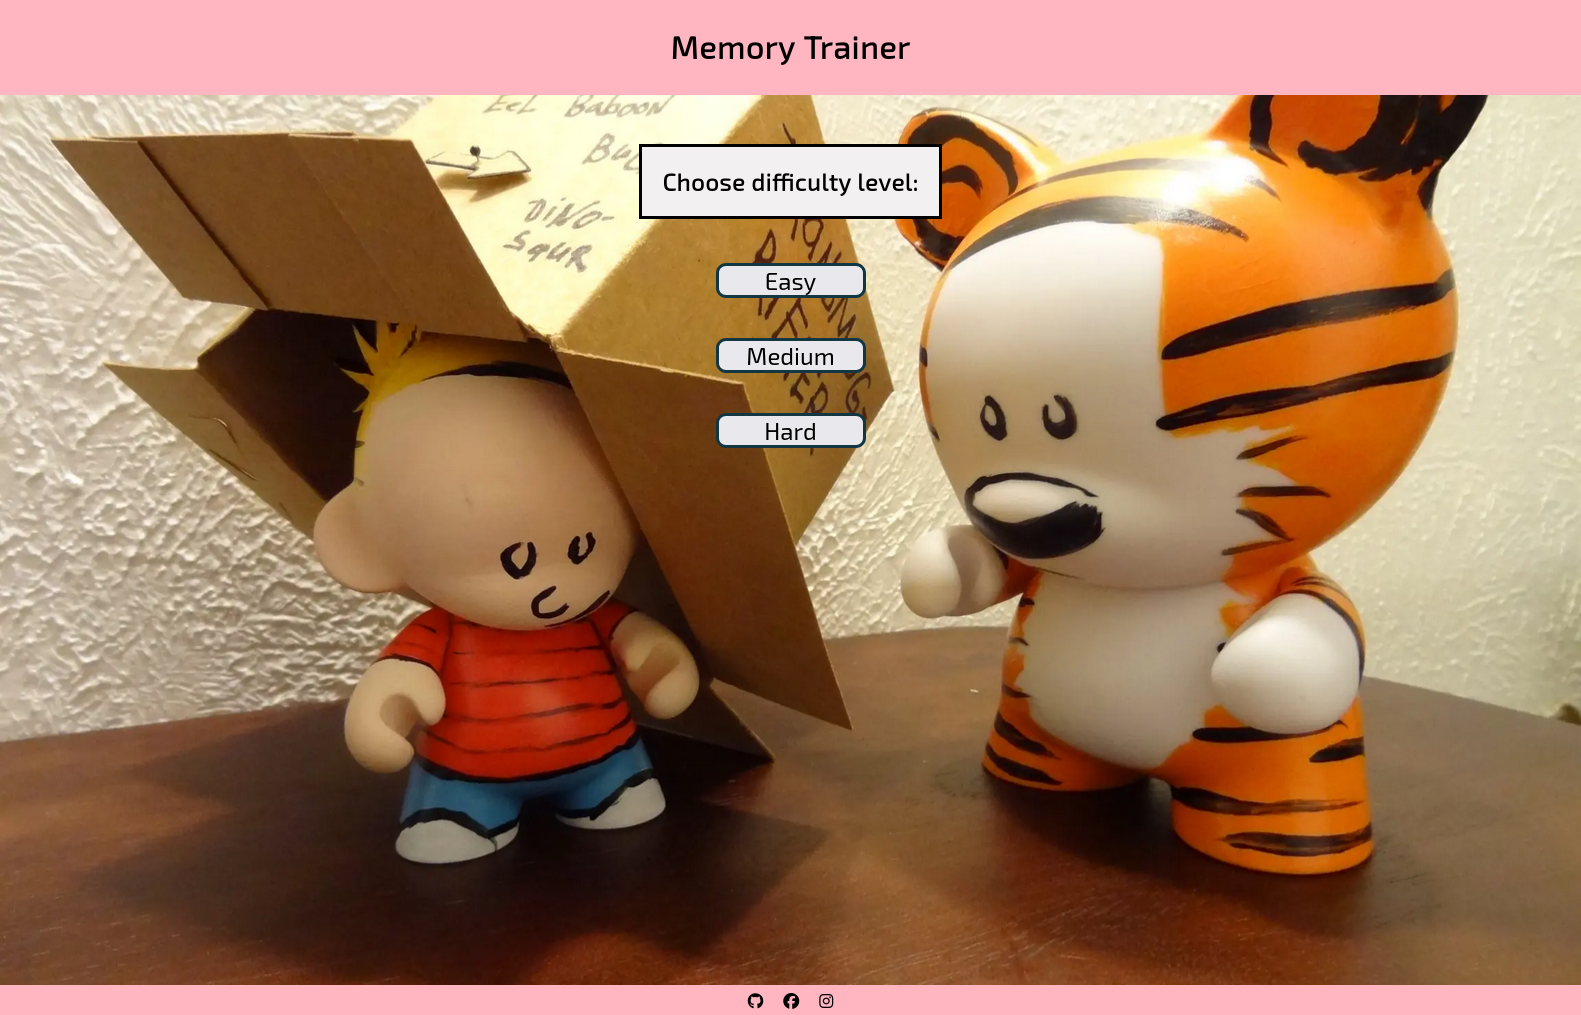 Memory Trainer
EEL Baboon
DiNO-
SauR
Choose difficulty level:
Easy
Medium
Hard